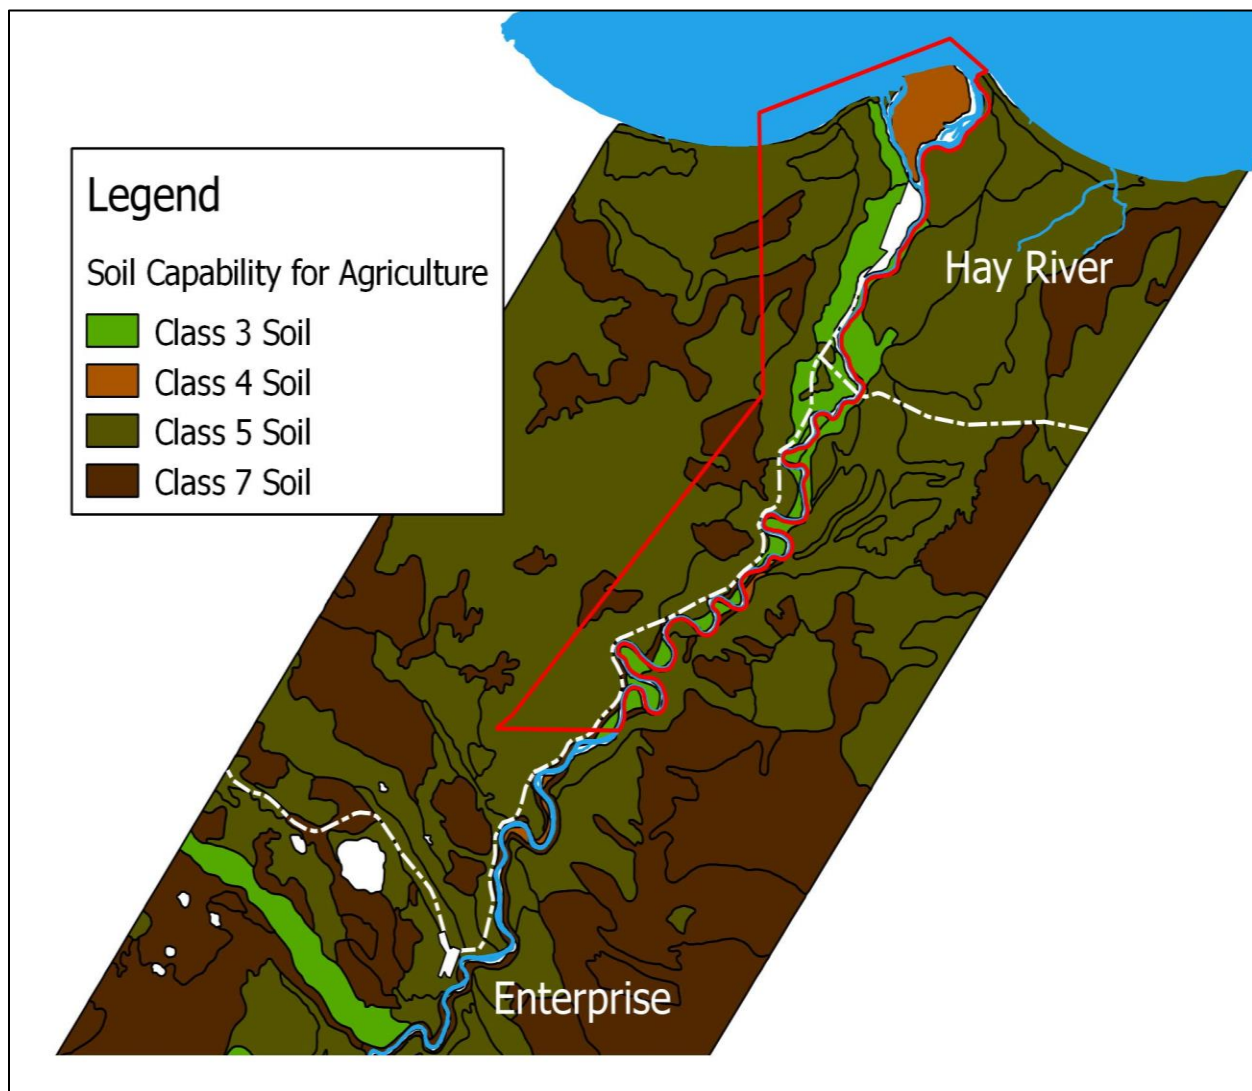 Legend
Soil Capability for Agriculture
Class 3 Soil
Class 4 Soil
Class 5 Soil
Class 7 Soil
Hay River
Enterprise